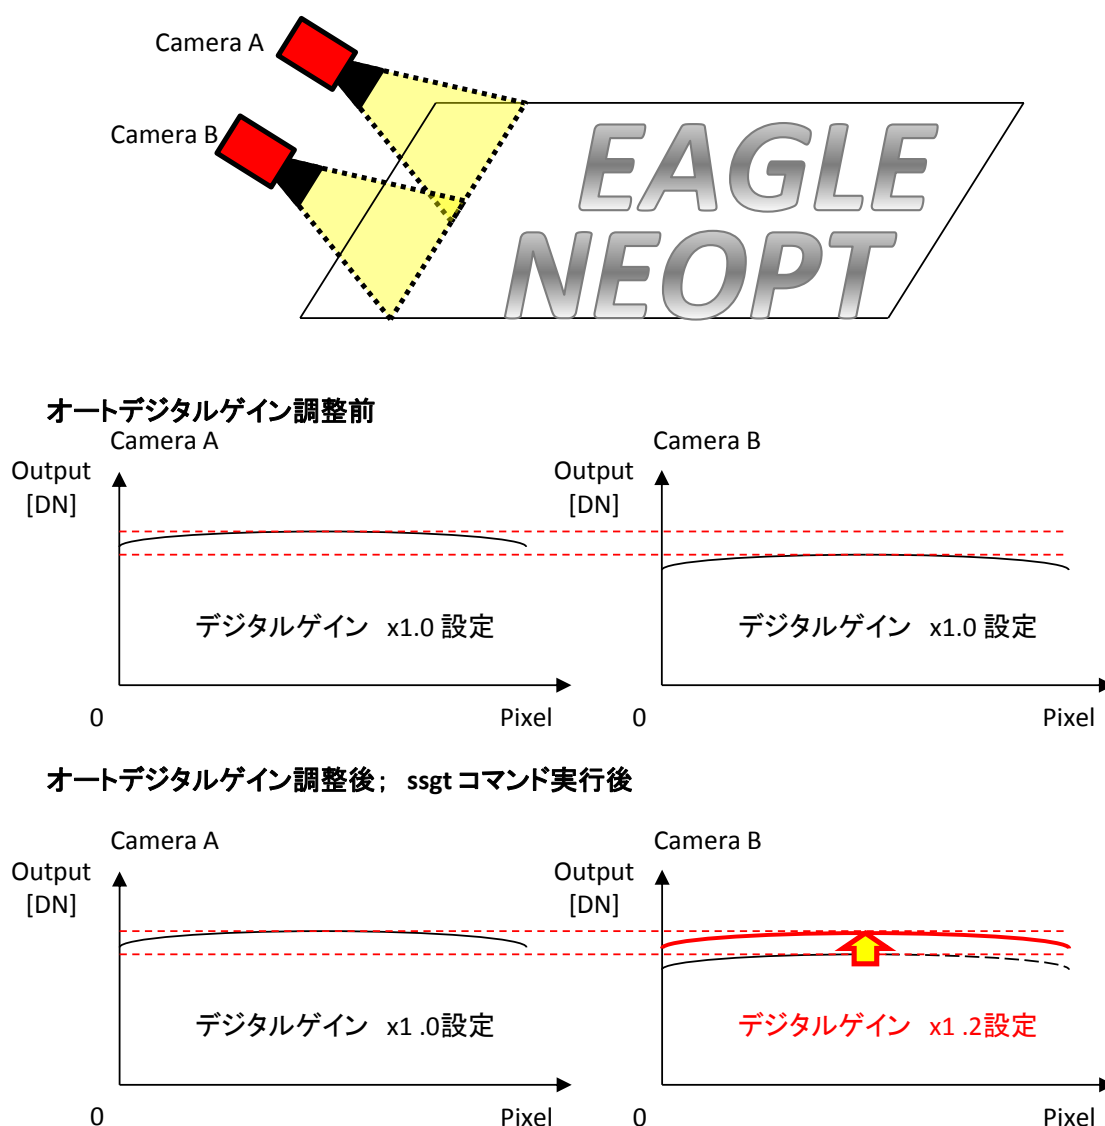 Camera A
Camera B
EAGLE
NEOPT
オートデジタルゲイン調整前
Camera A
Camera B
Output
[DN]
Output
[DN]
デジタルゲイン x1.0 設定
デジタルゲイン x1.0 設定
0
Pixel
0
Pixel
オートデジタルゲイン調整後; ssgt コマンド実行後
Camera A
Camera B
Output
[DN]
Output
[DN]
デジタルゲイン x1 .0設定
デジタルゲイン x1 .2設定
0
Pixel
0
Pixel